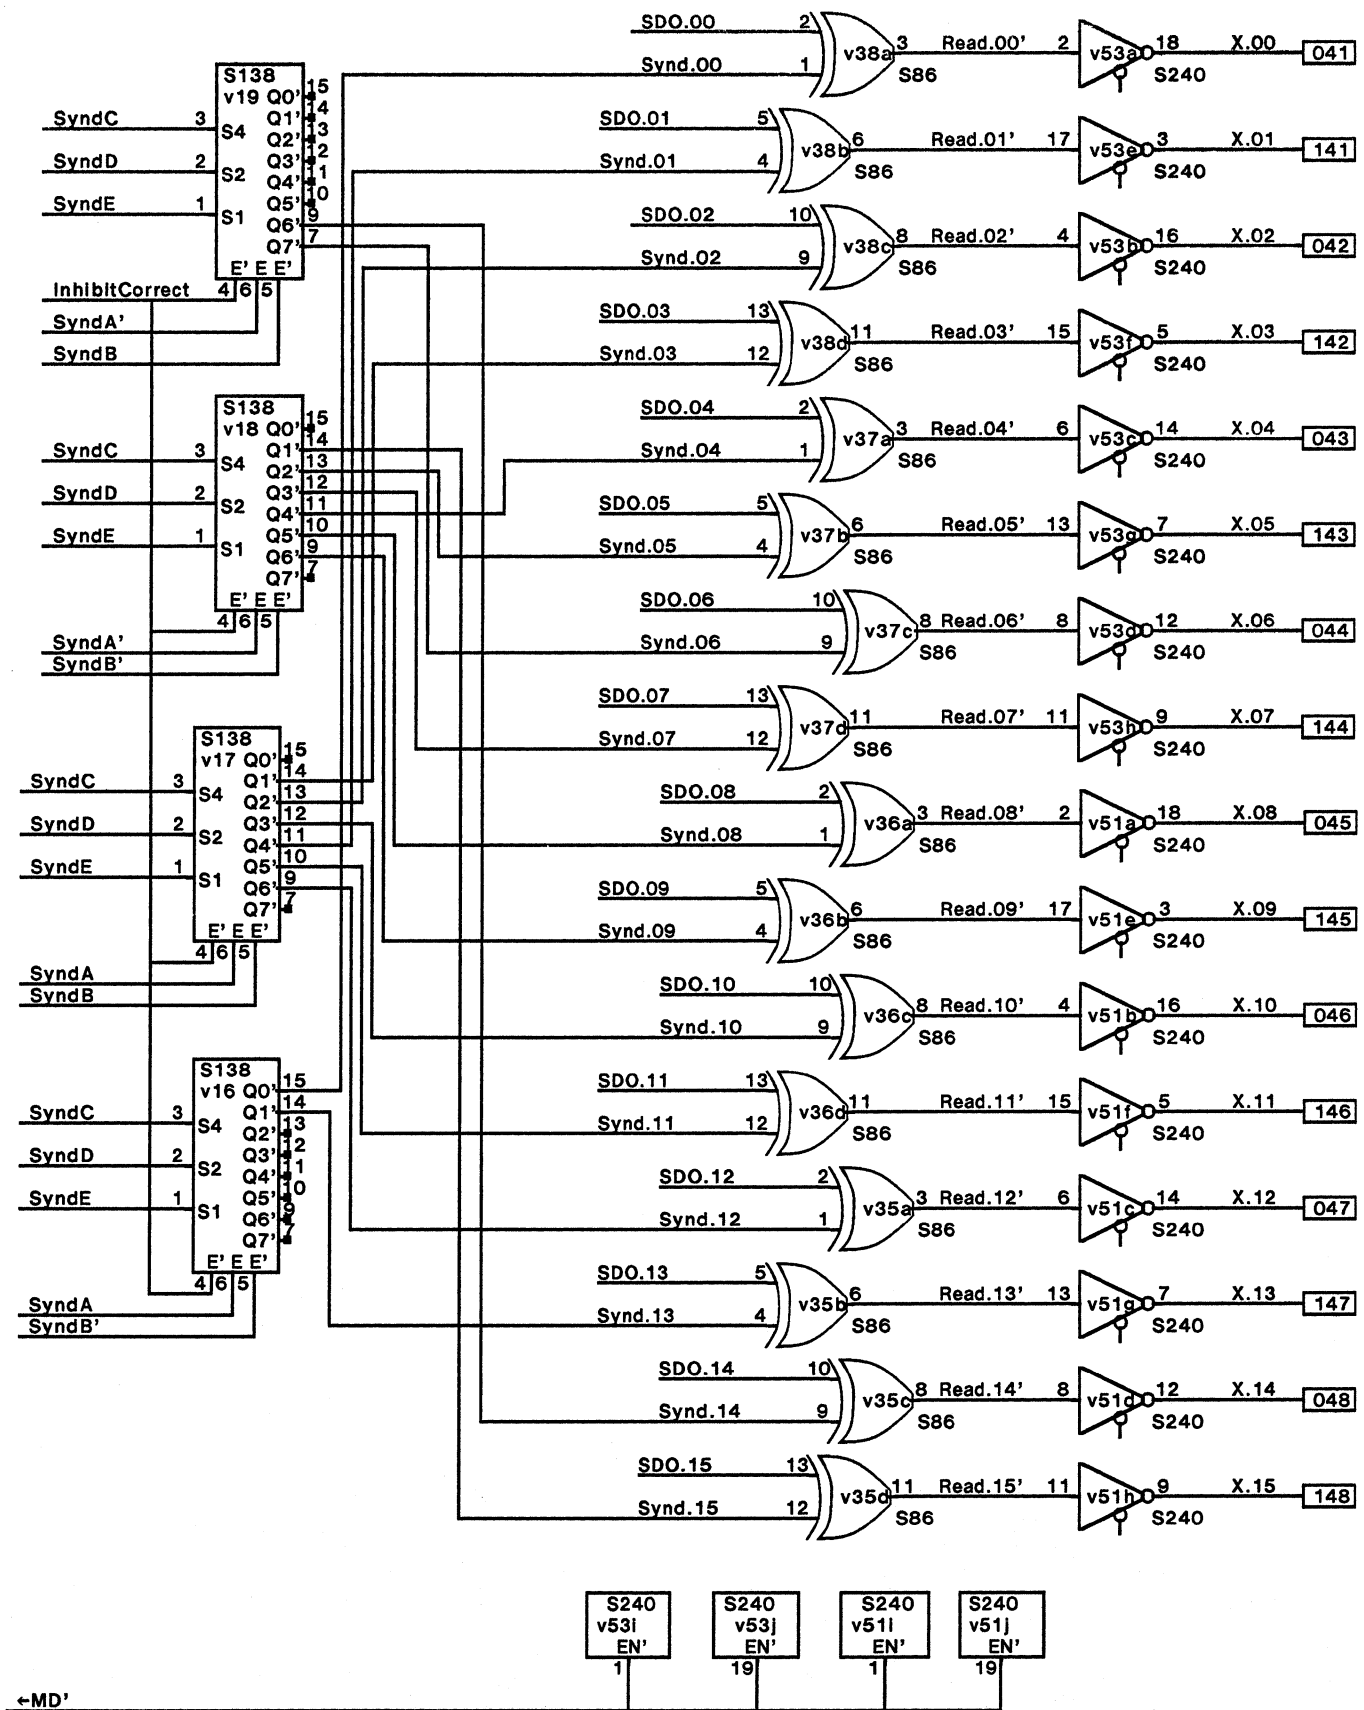 SDO.00 2 3 Read.00' 2 18 X.00 041
v38a v53a
Synd.00 1 S86 S240
SDO.01 5 6 Read.01' 17 3 X.01 141
v38b v53e
Synd.01 4 S86 S240
SDO.02 10 8 Read.02' 4 16 X.02 042
v38c v53b
Synd.02 9 S86 S240
SDO.03 13 11 Read.03' 15 5 X.03 142
v38d v53f
Synd.03 12 S86 S240
SDO.04 2 3 Read.04' 6 14 X.04 043
v37a v53c
Synd.04 1 S86 S240
SDO.05 5 6 Read.05' 13 7 X.05 143
v37b v53g
Synd.05 4 S86 S240
SDO.06 10 8 Read.06' 8 12 X.06 044
v37c v53d
Synd.06 9 S86 S240
SDO.07 13 11 Read.07' 11 9 X.07 144
v37d v53h
Synd.07 12 S86 S240
SDO.08 2 3 Read.08' 2 18 X.08 045
v36a v51a
Synd.08 1 S86 S240
SDO.09 5 6 Read.09' 17 3 X.09 145
v36b v51e
Synd.09 4 S86 S240
SDO.10 10 8 Read.10' 4 16 X.10 046
v36c v51b
Synd.10 9 S86 S240
SDO.11 13 11 Read.11' 15 5 X.11 146
v36d v51f
Synd.11 12 S86 S240
SDO.12 2 3 Read.12' 6 14 X.12 047
v35a v51c
Synd.12 1 S86 S240
SDO.13 5 6 Read.13' 13 7 X.13 147
v35b v51g
Synd.13 4 S86 S240
SDO.14 10 8 Read.14' 8 12 X.14 048
v35c v51d
Synd.14 9 S86 S240
SDO.15 13 11 Read.15' 11 9 X.15 148
v35d v51h
Synd.15 12 S86 S240
S138
v19 Q0' 15
Q1' 14
SyndC 3 S4 Q2' 13
Q3' 12
SyndD 2 S2 Q4' 11
Q5' 10
SyndE 1 S1 Q6' 9
Q7' 7
E' E E'
InhibitCorrect 4 6 5
SyndA'
SyndB
S138
v18 Q0' 15
Q1' 14
SyndC 3 S4 Q2' 13
Q3' 12
SyndD 2 S2 Q4' 11
Q5' 10
SyndE 1 S1 Q6' 9
Q7' 7
E' E E'
4 6 5
SyndA'
SyndB'
S138
v17 Q0' 15
Q1' 14
SyndC 3 S4 Q2' 13
Q3' 12
SyndD 2 S2 Q4' 11
Q5' 10
SyndE 1 S1 Q6' 9
Q7' 7
E' E E'
4 6 5
SyndA
SyndB
S138
v16 Q0' 15
Q1' 14
SyndC 3 S4 Q2' 13
Q3' 12
SyndD 2 S2 Q4' 11
Q5' 10
SyndE 1 S1 Q6' 9
Q7' 7
E' E E'
4 6 5
SyndA
SyndB'
S240 S240 S240 S240
v53i v53j v51i v51j
EN' EN' EN' EN'
1 19 1 19
←MD'